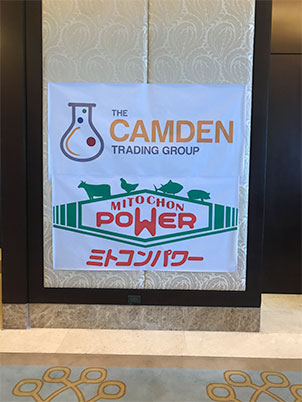 THE
CAMDEN
TRADING GROUP
MITOCHON
POWER
ミトコンパワー